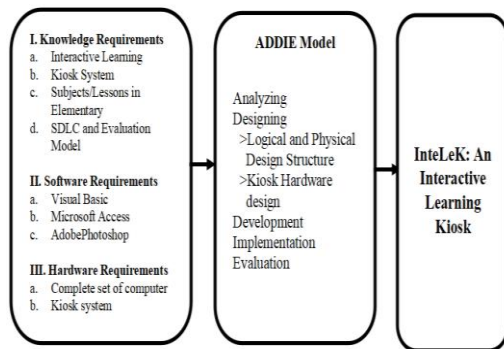 I. Knowledge Requirements
a. Interactive Learning
b. Kiosk System
c. Subjects/Lessons in
Elementary
d. SDLC and Evaluation
Model
II. Software Requirements
a. Visual Basic
b. Microsoft Access
c. AdobePhotoshop
III. Hardware Requirements
a. Complete set of computer
b. Kiosk system
ADDIE Model
Analyzing
Designing
>Logical and Physical
Design Structure
>Kiosk Hardware
design
Development
Implementation
Evaluation
InteLeK: An
Interactive
Learning
Kiosk